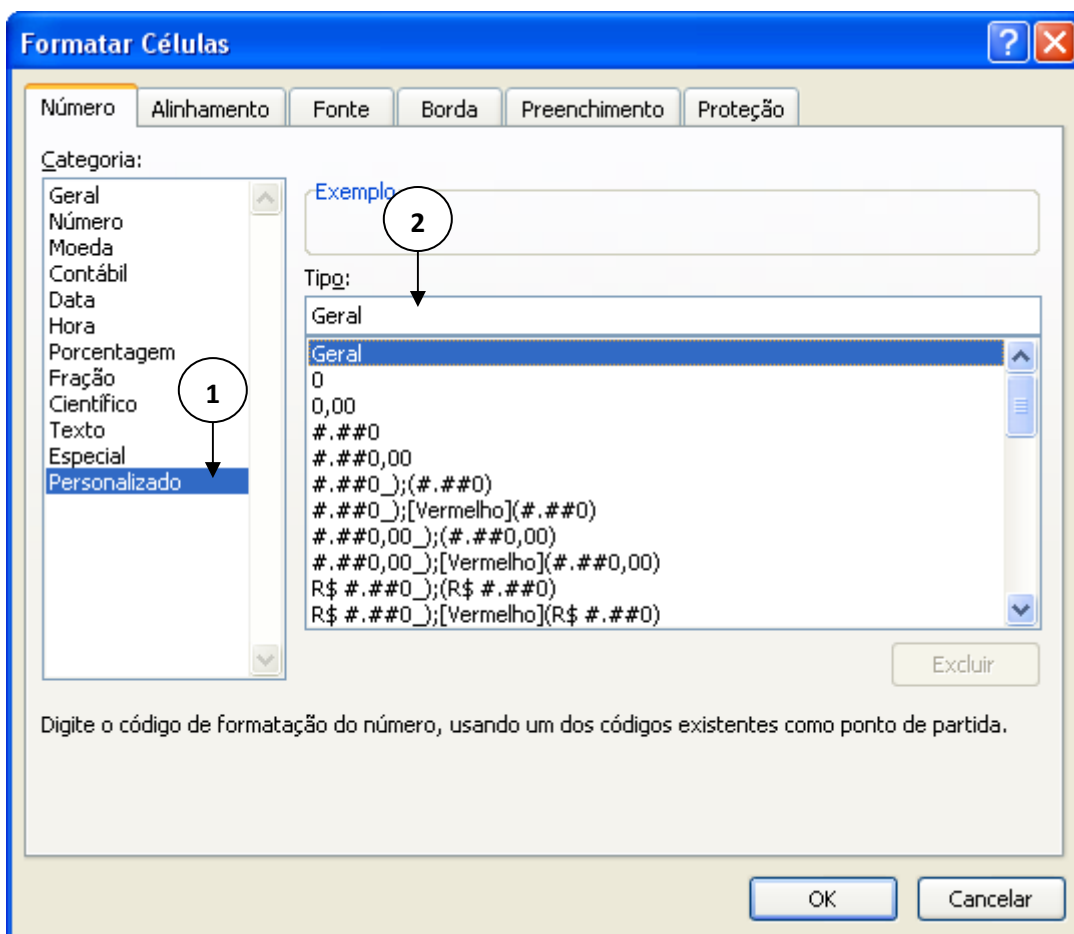 Formatar Células
Número Alinhamento Fonte Borda Preenchimento Proteção
Categoria:
Geral
Número
Moeda
Contábil
Data
Hora
Porcentagem
Fração
Científico
Texto
Especial
Personalizado
1
Exemplo
2
Tipo:
Geral
Geral
0
0,00
#.##0
#.##0,00
#.##0_);(#.##0)
#.##0_);[Vermelho](#.##0)
#.##0,00_);(#.##0,00)
#.##0,00_);[Vermelho](#.##0,00)
R$ #.##0_);(R$ #.##0)
R$ #.##0_);[Vermelho](R$ #.##0)
Excluir
Digite o código de formatação do número, usando um dos códigos existentes como ponto de partida.
OK Cancelar